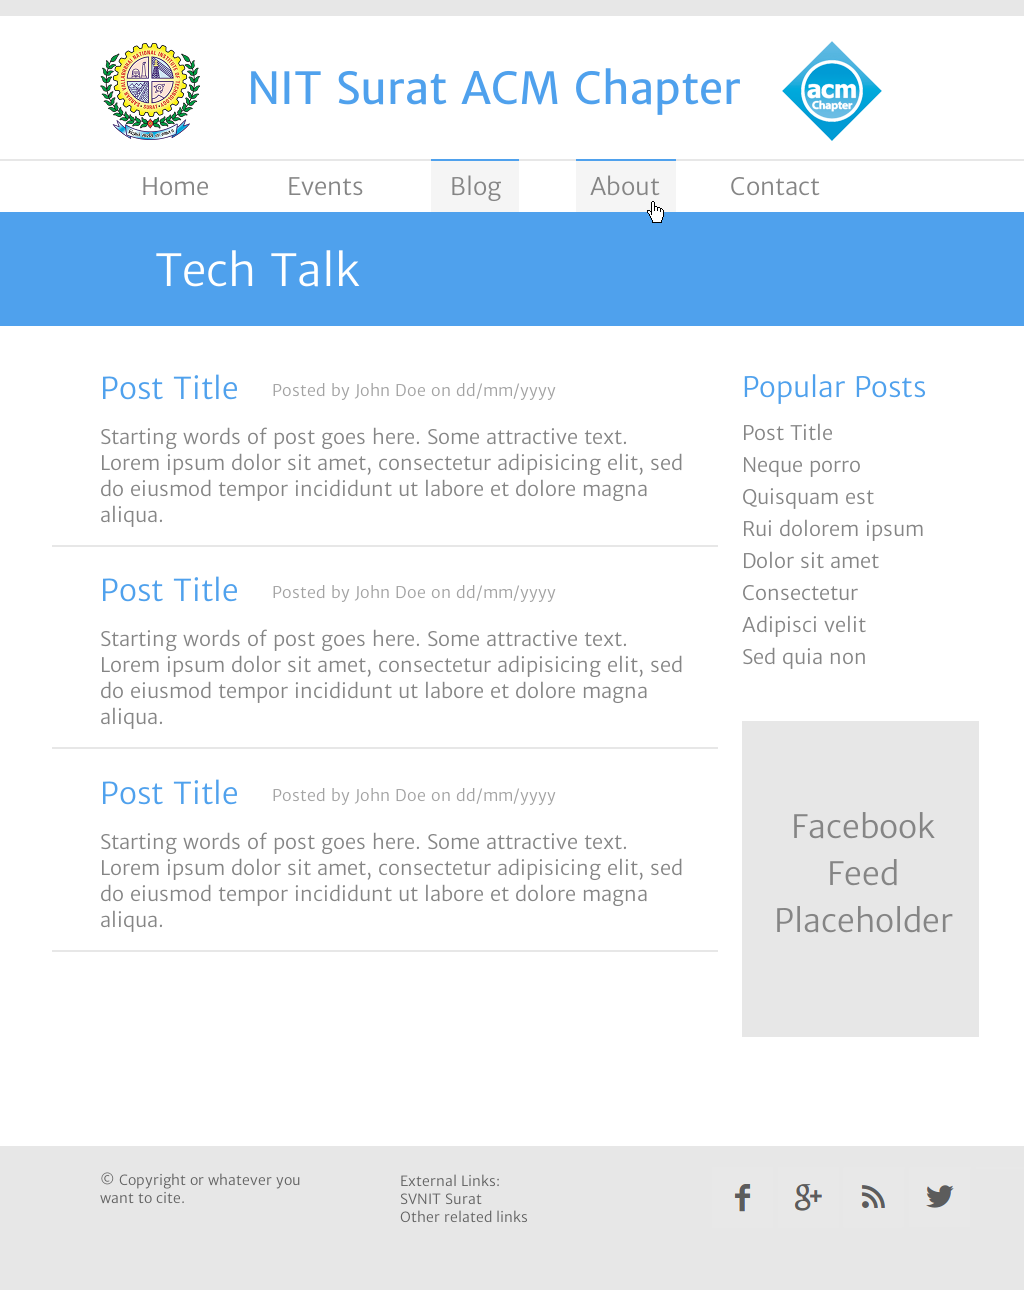 NIT Surat ACM Chapter
acm
Chapter
Home Events Blog About Contact
Tech Talk
Post Title Posted by John Doe on dd/mm/yyyy
Starting words of post goes here. Some attractive text.
Lorem ipsum dolor sit amet, consectetur adipisicing elit, sed
do eiusmod tempor incididunt ut labore et dolore magna
aliqua.
Post Title Posted by John Doe on dd/mm/yyyy
Starting words of post goes here. Some attractive text.
Lorem ipsum dolor sit amet, consectetur adipisicing elit, sed
do eiusmod tempor incididunt ut labore et dolore magna
aliqua.
Post Title Posted by John Doe on dd/mm/yyyy
Starting words of post goes here. Some attractive text.
Lorem ipsum dolor sit amet, consectetur adipisicing elit, sed
do eiusmod tempor incididunt ut labore et dolore magna
aliqua.
Popular Posts
Post Title
Neque porro
Quisquam est
Rui dolorem ipsum
Dolor sit amet
Consectetur
Adipisci velit
Sed quia non
Facebook
Feed
Placeholder
© Copyright or whatever you
want to cite.
External Links:
SVNIT Surat
Other related links
f g+